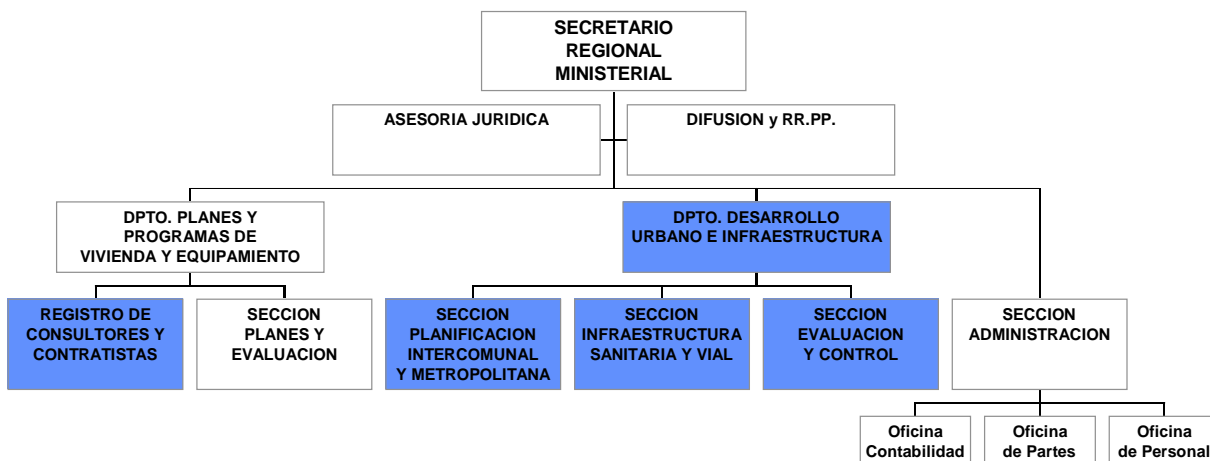 SECRETARIO
REGIONAL
MINISTERIAL
ASESORIA JURIDICA
DIFUSION y RR.PP.
DPTO. PLANES Y
PROGRAMAS DE
VIVIENDA Y EQUIPAMIENTO
DPTO. DESARROLLO
URBANO E INFRAESTRUCTURA
REGISTRO DE
CONSULTORES Y
CONTRATISTAS
SECCION
PLANES Y
EVALUACION
SECCION
PLANIFICACION
INTERCOMUNAL
Y METROPOLITANA
SECCION
INFRAESTRUCTURA
SANITARIA Y VIAL
SECCION
EVALUACION
Y CONTROL
SECCION
ADMINISTRACION
Oficina
Contabilidad
Oficina
de Partes
Oficina
de Personal